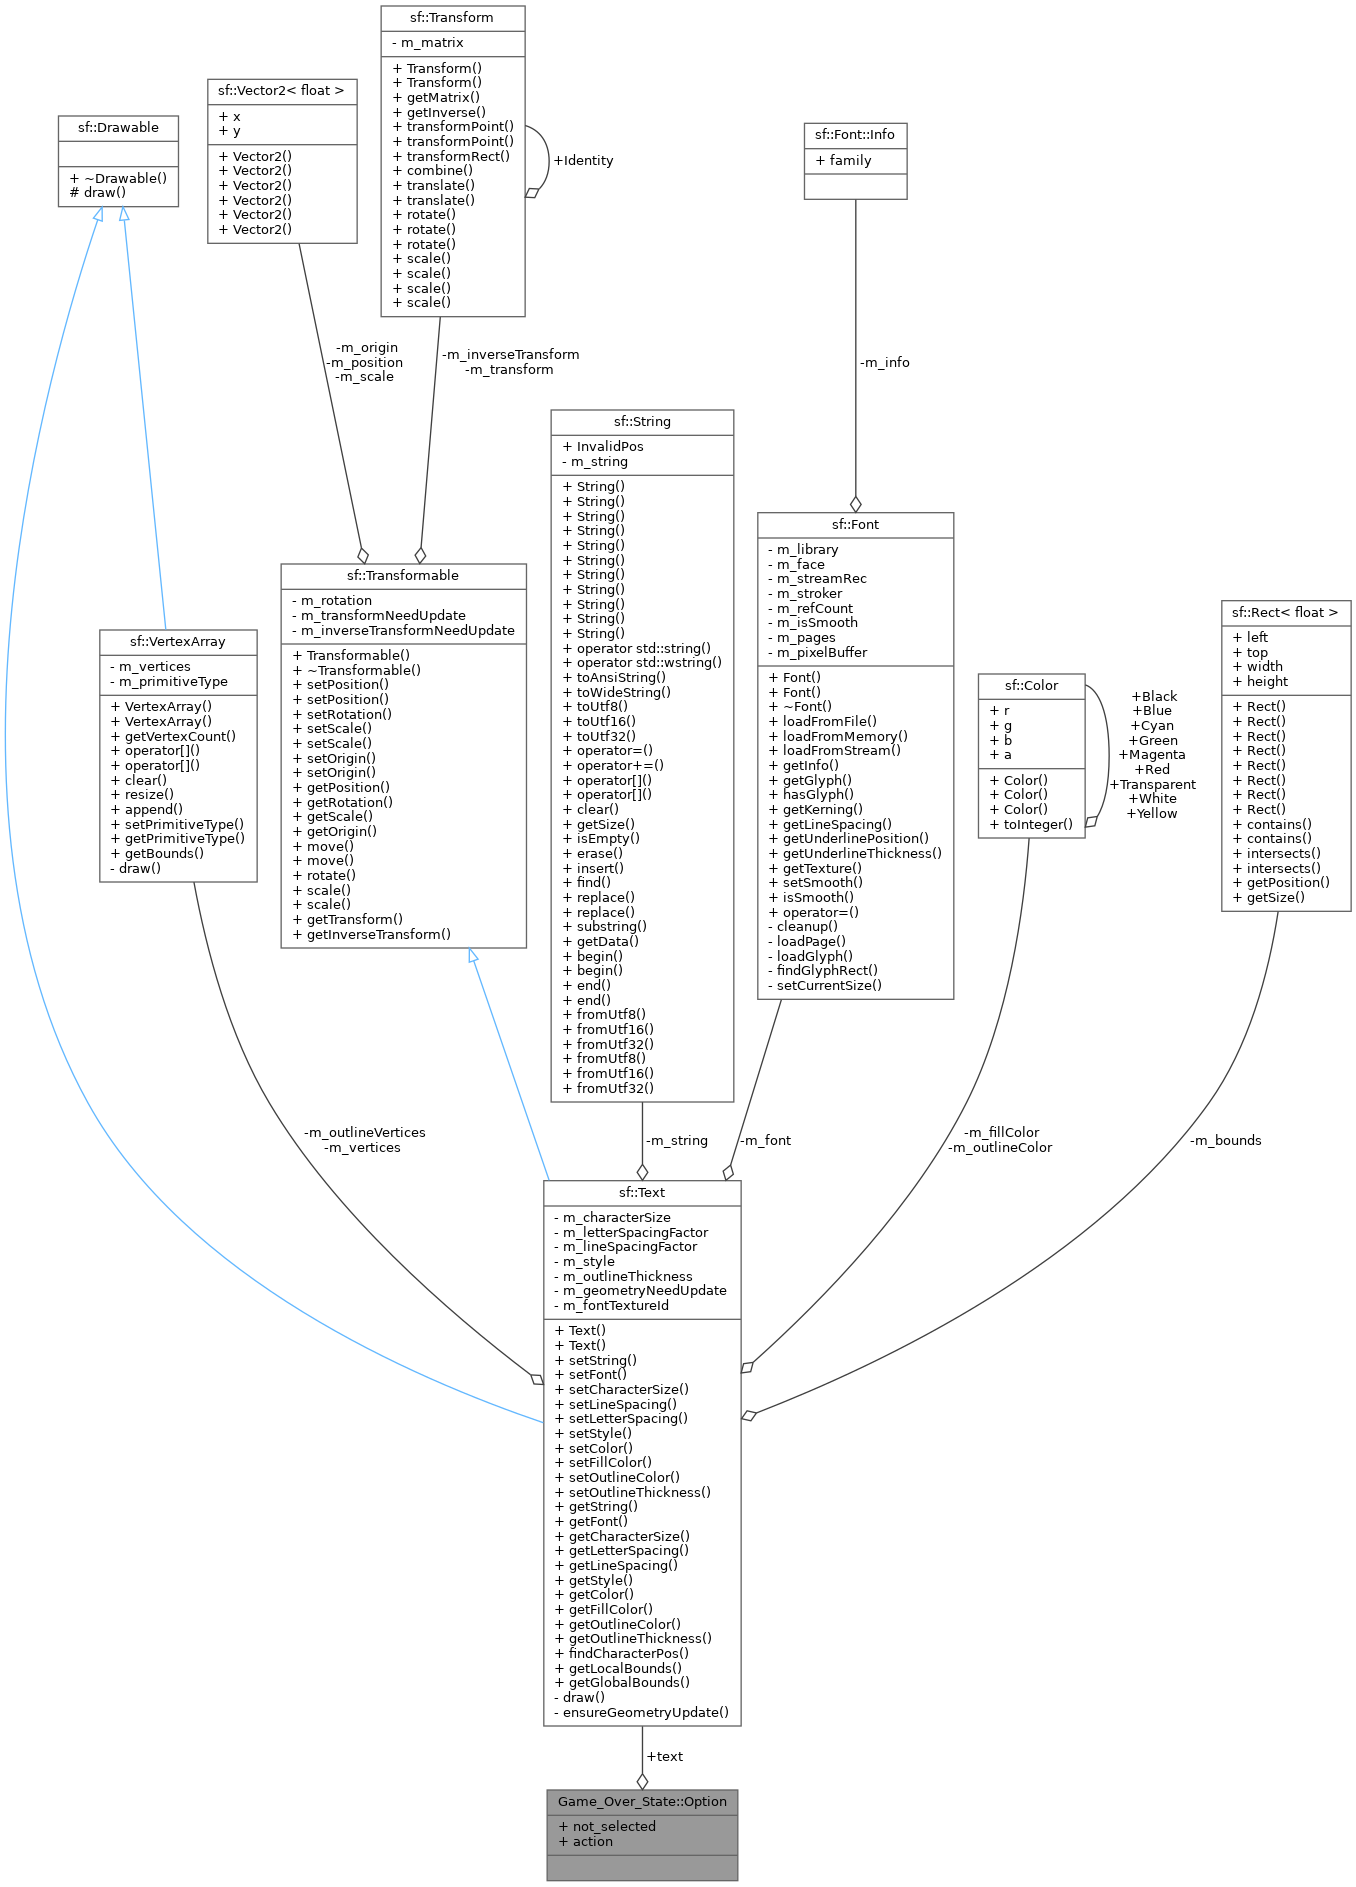 sf::Transform
- m_matrix
+ Transform()
+ Transform()
+ getMatrix()
+ getInverse()
+ transformPoint()
+ transformPoint()
+ transformRect()
+ combine()
+ translate()
+ translate()
+ rotate()
+ rotate()
+ rotate()
+ scale()
+ scale()
+ scale()
+ scale()
+Identity
sf::Vector2< float >
+ x
+ y
+ Vector2()
+ Vector2()
+ Vector2()
+ Vector2()
+ Vector2()
+ Vector2()
sf::Drawable
+ ~Drawable()
# draw()
sf::Font::Info
+ family
-m_origin
-m_position
-m_scale
-m_inverseTransform
-m_transform
-m_info
sf::String
+ InvalidPos
- m_string
+ String()
+ String()
+ String()
+ String()
+ String()
+ String()
+ String()
+ String()
+ String()
+ String()
+ String()
+ operator std::string()
+ operator std::wstring()
+ toAnsiString()
+ toWideString()
+ toUtf8()
+ toUtf16()
+ toUtf32()
+ operator=()
+ operator+=()
+ operator[]()
+ operator[]()
+ clear()
+ getSize()
+ isEmpty()
+ erase()
+ insert()
+ find()
+ replace()
+ replace()
+ substring()
+ getData()
+ begin()
+ begin()
+ end()
+ end()
+ fromUtf8()
+ fromUtf16()
+ fromUtf32()
+ fromUtf8()
+ fromUtf16()
+ fromUtf32()
sf::Font
- m_library
- m_face
- m_streamRec
- m_stroker
- m_refCount
- m_isSmooth
- m_pages
- m_pixelBuffer
+ Font()
+ Font()
+ ~Font()
+ loadFromFile()
+ loadFromMemory()
+ loadFromStream()
+ getInfo()
+ getGlyph()
+ hasGlyph()
+ getKerning()
+ getLineSpacing()
+ getUnderlinePosition()
+ getUnderlineThickness()
+ getTexture()
+ setSmooth()
+ isSmooth()
+ operator=()
- cleanup()
- loadPage()
- loadGlyph()
- findGlyphRect()
- setCurrentSize()
sf::Transformable
- m_rotation
- m_transformNeedUpdate
- m_inverseTransformNeedUpdate
+ Transformable()
+ ~Transformable()
+ setPosition()
+ setPosition()
+ setRotation()
+ setScale()
+ setScale()
+ setOrigin()
+ setOrigin()
+ getPosition()
+ getRotation()
+ getScale()
+ getOrigin()
+ move()
+ move()
+ rotate()
+ scale()
+ scale()
+ getTransform()
+ getInverseTransform()
sf::VertexArray
- m_vertices
- m_primitiveType
+ VertexArray()
+ VertexArray()
+ getVertexCount()
+ operator[]()
+ operator[]()
+ clear()
+ resize()
+ append()
+ setPrimitiveType()
+ getPrimitiveType()
+ getBounds()
- draw()
sf::Color
+ r
+ g
+ b
+ a
+ Color()
+ Color()
+ Color()
+ toInteger()
+Black
+Blue
+Cyan
+Green
+Magenta
+Red
+Transparent
+White
+Yellow
sf::Rect< float >
+ left
+ top
+ width
+ height
+ Rect()
+ Rect()
+ Rect()
+ Rect()
+ Rect()
+ Rect()
+ Rect()
+ Rect()
+ contains()
+ contains()
+ intersects()
+ intersects()
+ getPosition()
+ getSize()
-m_outlineVertices
-m_vertices
-m_string
-m_font
-m_fillColor
-m_outlineColor
-m_bounds
sf::Text
- m_characterSize
- m_letterSpacingFactor
- m_lineSpacingFactor
- m_style
- m_outlineThickness
- m_geometryNeedUpdate
- m_fontTextureId
+ Text()
+ Text()
+ setString()
+ setFont()
+ setCharacterSize()
+ setLineSpacing()
+ setLetterSpacing()
+ setStyle()
+ setColor()
+ setFillColor()
+ setOutlineColor()
+ setOutlineThickness()
+ getString()
+ getFont()
+ getCharacterSize()
+ getLetterSpacing()
+ getLineSpacing()
+ getStyle()
+ getColor()
+ getFillColor()
+ getOutlineColor()
+ getOutlineThickness()
+ findCharacterPos()
+ getLocalBounds()
+ getGlobalBounds()
- draw()
- ensureGeometryUpdate()
+text
Game_Over_State::Option
+ not_selected
+ action